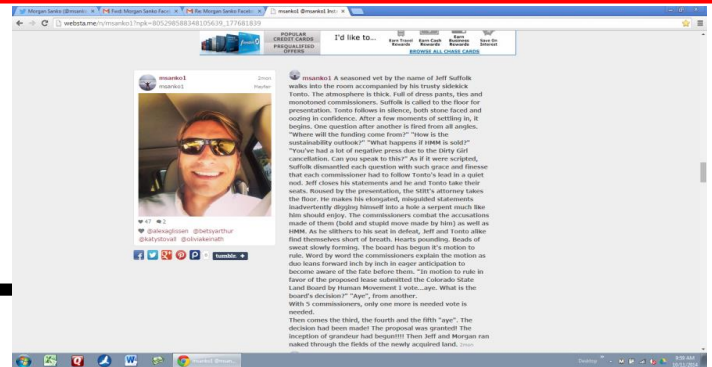 Morgan Sanko (@msanko
Fwd: Morgan Sanko Faceb
Re: Morgan Sanko Facebo
msanko1 @msanko1 Inst
websta.me/n/msanko1?npk=805298588348105639_177681839
POPULAR
CREDIT CARDS
PREQUALIFIED
OFFERS
I'd like to...
Earn Travel
Rewards
Earn Cash
Rewards
Earn
Business
Rewards
Save On
Interest
BROWSE ALL CHASE CARDS
msanko1
msanko1
2mon
47 2
@alexaglissen @betsyarthur
@katystovall @oliviakeinath
tumblr +
msanko1 A seasoned vet by the name of Jeff Suffolk
walks into the room accompanied by his trusty sidekick
Tonto. The atmosphere is thick. Full of dress pants, ties and
monotoned commissioners. Suffolk is called to the floor for
presentation. Tonto follows in silence, both stone faced and
oozing in confidence. After a few moments of settling in, it
begins. One question after another is fired from all angles.
"Where will the funding come from?" "How is the
sustainability outlook?" "What happens if HMM is sold?"
"You've had a lot of negative press due to the Dirty Girl
cancellation. Can you speak to this?" As if it were scripted,
Suffolk dismantled each question with such grace and finesse
that each commissioner had to follow Tonto's lead in a quiet
nod. Jeff closes his statements and he and Tonto take their
seats. Roused by the presentation, the Stitt's attorney takes
the floor. He makes his elongated, misguided statements
inadvertently digging himself into a hole a serpent much like
him should enjoy. The commissioners combat the accusations
made of them (bold and stupid move made by him) as well as
HMM. As he slithers to his seat in defeat, Jeff and Tonto alike
find themselves short of breath. Hearts pounding. Beads of
sweat slowly forming. The board has begun it's motion to
rule. Word by word the commissioners explain the motion as
duo leans forward inch by inch in eager anticipation to
become aware of the fate before them. "In motion to rule in
favor of the proposed lease submitted the Colorado State
Land Board by Human Movement I vote...aye. What is the
board's decision?" "Aye", from another.
With 5 commissioners, only one more is needed vote is
needed.
Then comes the third, the fourth and the fifth "aye". The
decision had been made! The proposal was granted! The
inception of grandeur had begun!!!! Then Jeff and Morgan ran
naked through the fields of the newly acquired land. 2mon
msanko1 @msan...
Desktop
9:58 AM
10/21/2014